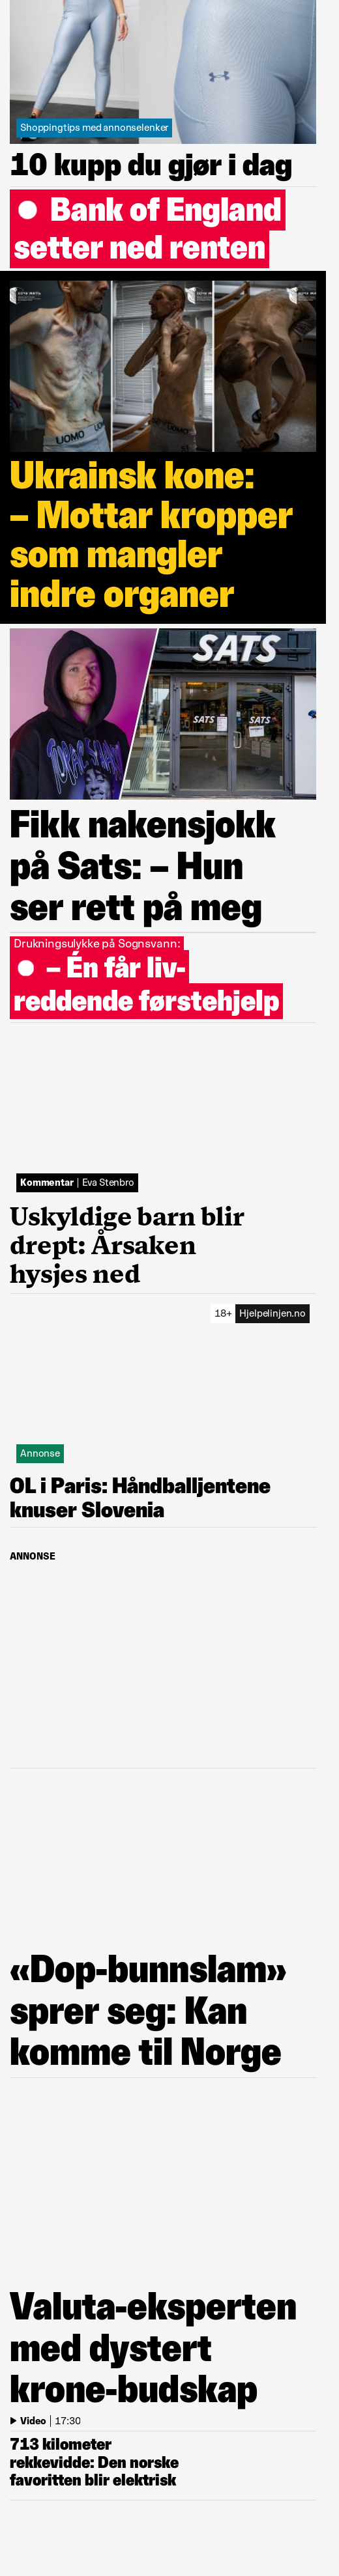 Shoppingtips med annonselenker
10 kupp du gjør i dag
Bank of England
setter ned renten
UOMO
Ukrainsk kone:
– Mottar kropper
som mangler
indre organer
SATS
SATS
SATS
Fikk nakensjokk
på Sats: – Hun
ser rett på meg
Drukningsulykke på Sognsvann:
– Én får liv-
reddende førstehjelp
Kommentar | Eva Stenbro
Uskyldige barn blir
drept: Årsaken
hysjes ned
18+ Hjelpelinjen.no
Annonse
OL i Paris: Håndballjentene
knuser Slovenia
ANNONSE
«Dop-bunnslam»
sprer seg: Kan
komme til Norge
Valuta-eksperten
med dystert
krone-budskap
Video | 17:30
713 kilometer
rekkevidde: Den norske
favoritten blir elektrisk